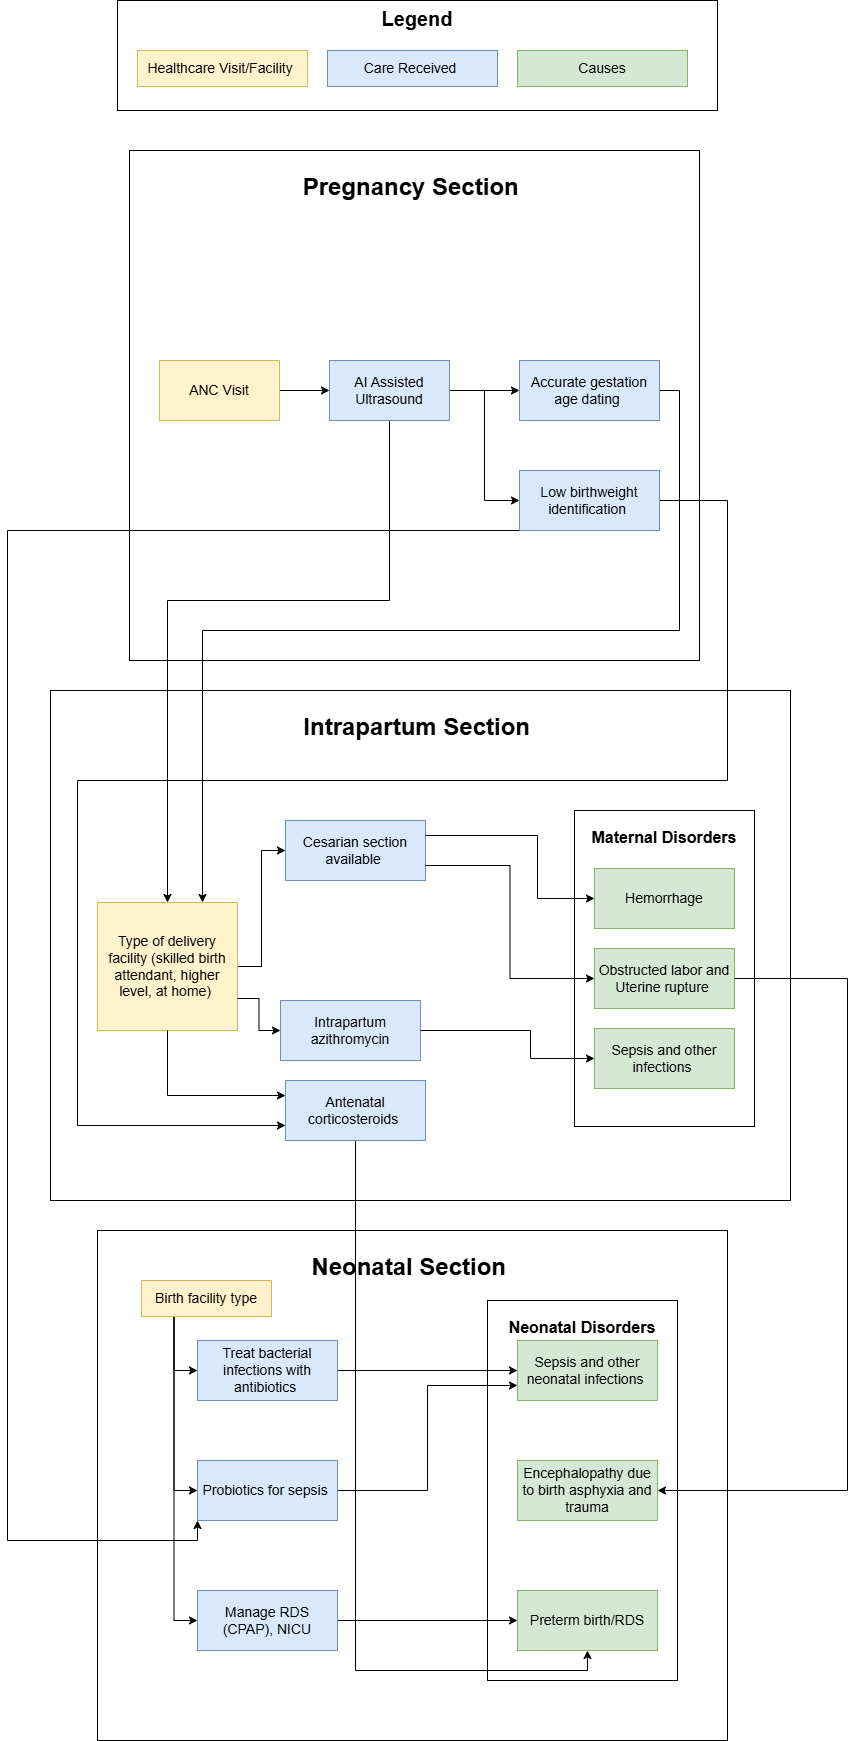 Legend
Healthcare Visit/Facility
Care Received
Causes
Pregnancy Section
ANC Visit
AI Assisted
Ultrasound
Accurate gestation
age dating
Low birthweight
identification
Intrapartum Section
Cesarian section
available
Maternal Disorders
Hemorrhage
Type of delivery
facility (skilled birth
attendant, higher
level, at home)
Obstructed labor and
Uterine rupture
Intrapartum
azithromycin
Sepsis and other
infections
Antenatal
corticosteroids
Neonatal Section
Birth facility type
Neonatal Disorders
Treat bacterial
infections with
antibiotics
Sepsis and other
neonatal infections
Probiotics for sepsis
Encephalopathy due
to birth asphyxia and
trauma
Manage RDS
(CPAP), NICU
Preterm birth/RDS